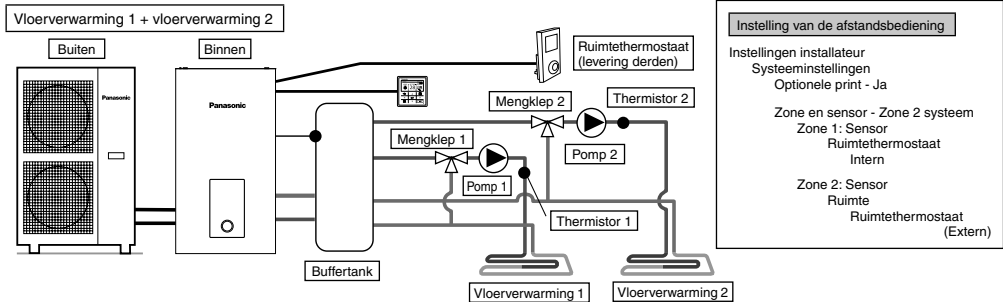 Vloerverwarming 1 + vloerverwarming 2
Buiten
Binnen
Panasonic
Panasonic
Ruimtethermostaat
(levering derden)
Mengklep 2
Thermistor 2
Mengklep 1
Pomp 2
Pomp 1
Thermistor 1
Buffertank
Vloerverwarming 1
Vloerverwarming 2
Instelling van de afstandsbediening
Instellingen installateur
Systeeminstellingen
Optionele print - Ja
Zone en sensor - Zone 2 systeem
Zone 1: Sensor
Ruimtethermostaat
Intern
Zone 2: Sensor
Ruimte
Ruimtethermostaat
(Extern)